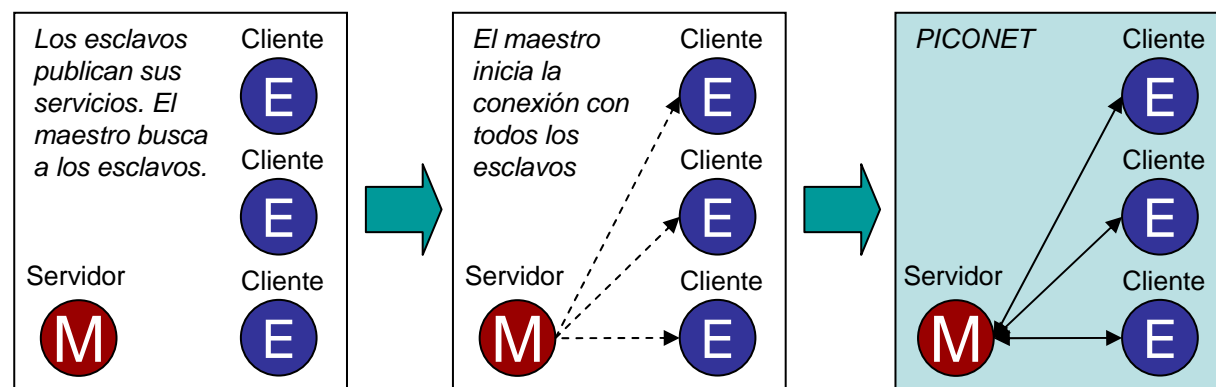 Los esclavos
publican sus
servicios. El
maestro busca
a los esclavos.
Cliente
E
Cliente
E
Servidor
M
Cliente
E
El maestro
inicia la
conexión con
todos los
esclavos
Cliente
E
Cliente
E
Servidor
M
Cliente
E
PICONET
Cliente
E
Cliente
E
Servidor
M
Cliente
E